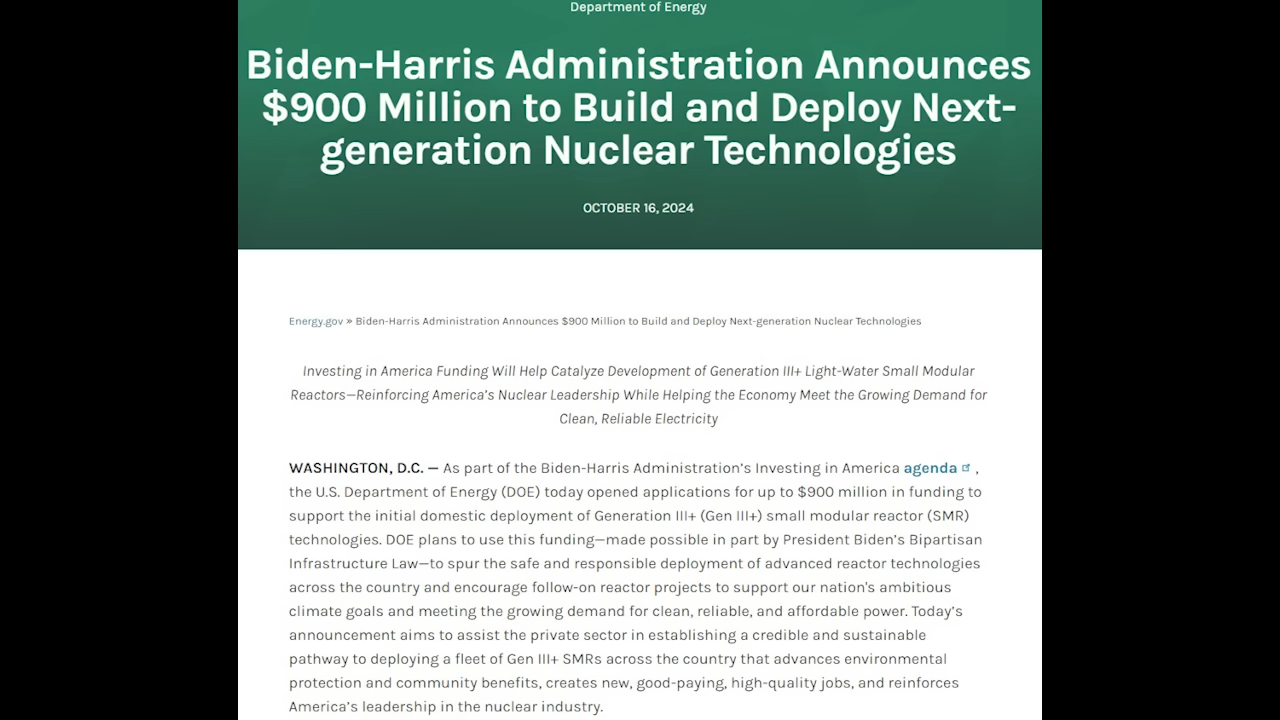 Department of Energy
Biden-Harris Administration Announces
$900 Million to Build and Deploy Next-
generation Nuclear Technologies
OCTOBER 16, 2024
Energy.gov » Biden-Harris Administration Announces $900 Million to Build and Deploy Next-generation Nuclear Technologies
Investing in America Funding Will Help Catalyze Development of Generation III+ Light-Water Small Modular
Reactors—Reinforcing America's Nuclear Leadership While Helping the Economy Meet the Growing Demand for
Clean, Reliable Electricity
WASHINGTON, D.C. — As part of the Biden-Harris Administration's Investing in America agenda ,
the U.S. Department of Energy (DOE) today opened applications for up to $900 million in funding to
support the initial domestic deployment of Generation III+ (Gen III+) small modular reactor (SMR)
technologies. DOE plans to use this funding—made possible in part by President Biden's Bipartisan
Infrastructure Law—to spur the safe and responsible deployment of advanced reactor technologies
across the country and encourage follow-on reactor projects to support our nation's ambitious
climate goals and meeting the growing demand for clean, reliable, and affordable power. Today's
announcement aims to assist the private sector in establishing a credible and sustainable
pathway to deploying a fleet of Gen III+ SMRs across the country that advances environmental
protection and community benefits, creates new, good-paying, high-quality jobs, and reinforces
America's leadership in the nuclear industry.